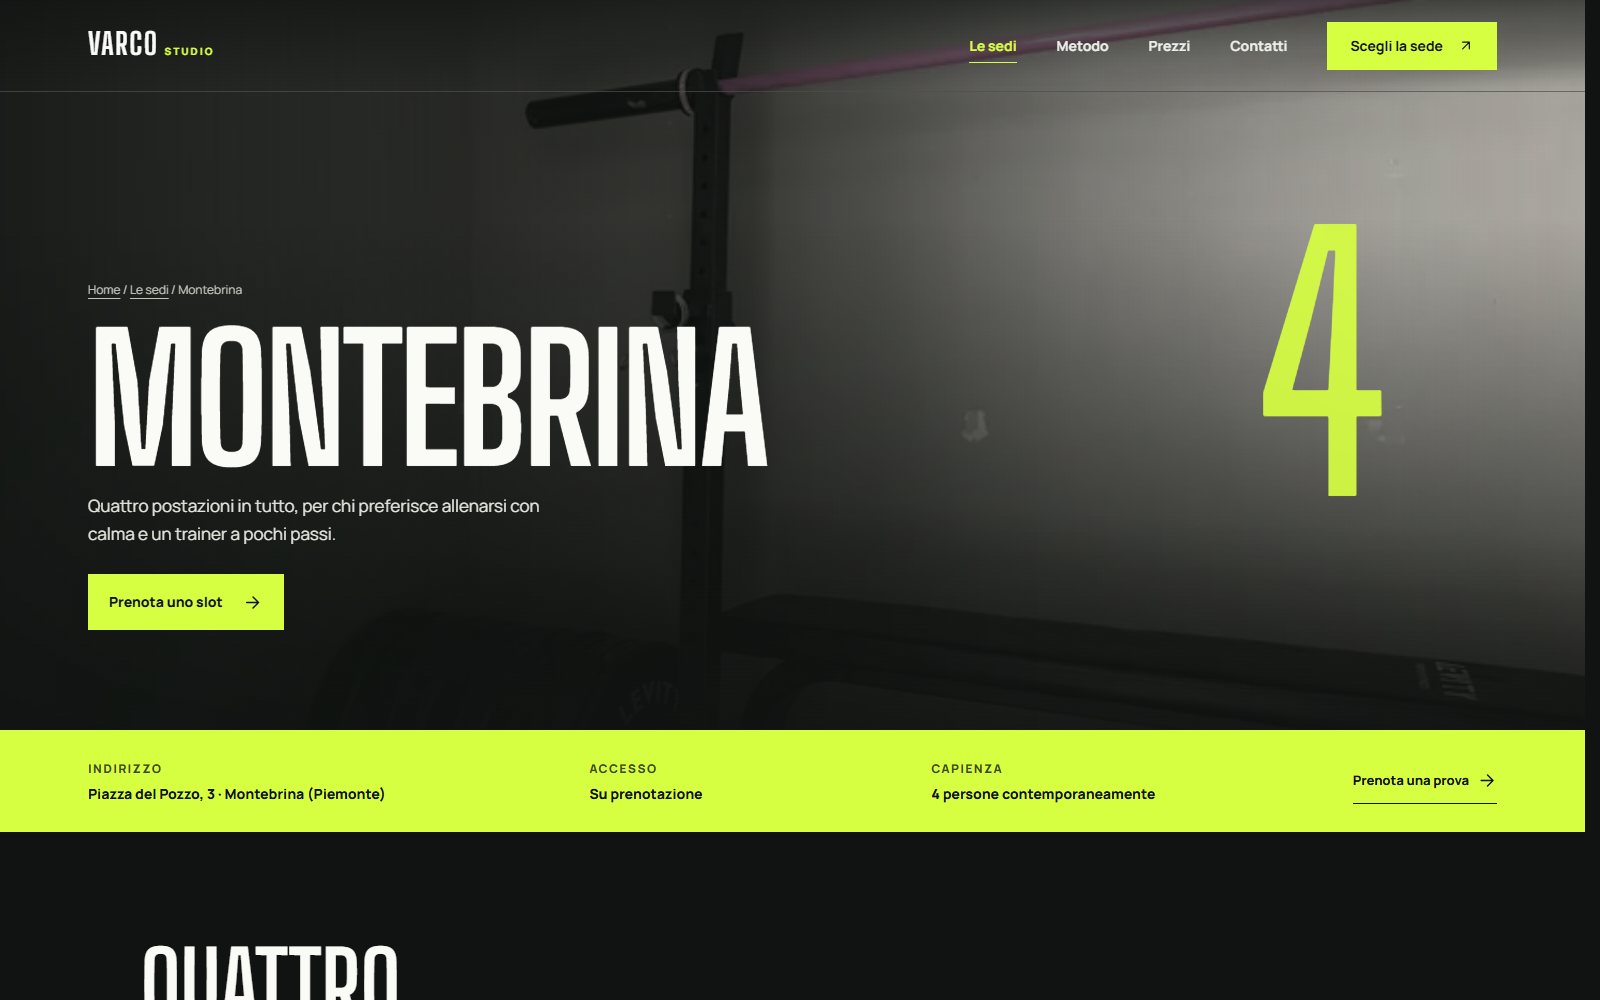 VARCO STUDIO
Le sedi
Metodo
Prezzi
Contatti
Scegli la sede
Home / Le sedi / Montebrina
MONTEBRINA
4
Quattro postazioni in tutto, per chi preferisce allenarsi con
calma e un trainer a pochi passi.
Prenota uno slot
LEVITY
LEVITY
INDIRIZZO
Piazza del Pozzo, 3 · Montebrina (Piemonte)
ACCESSO
Su prenotazione
CAPIENZA
4 persone contemporaneamente
Prenota una prova
QUATTRO